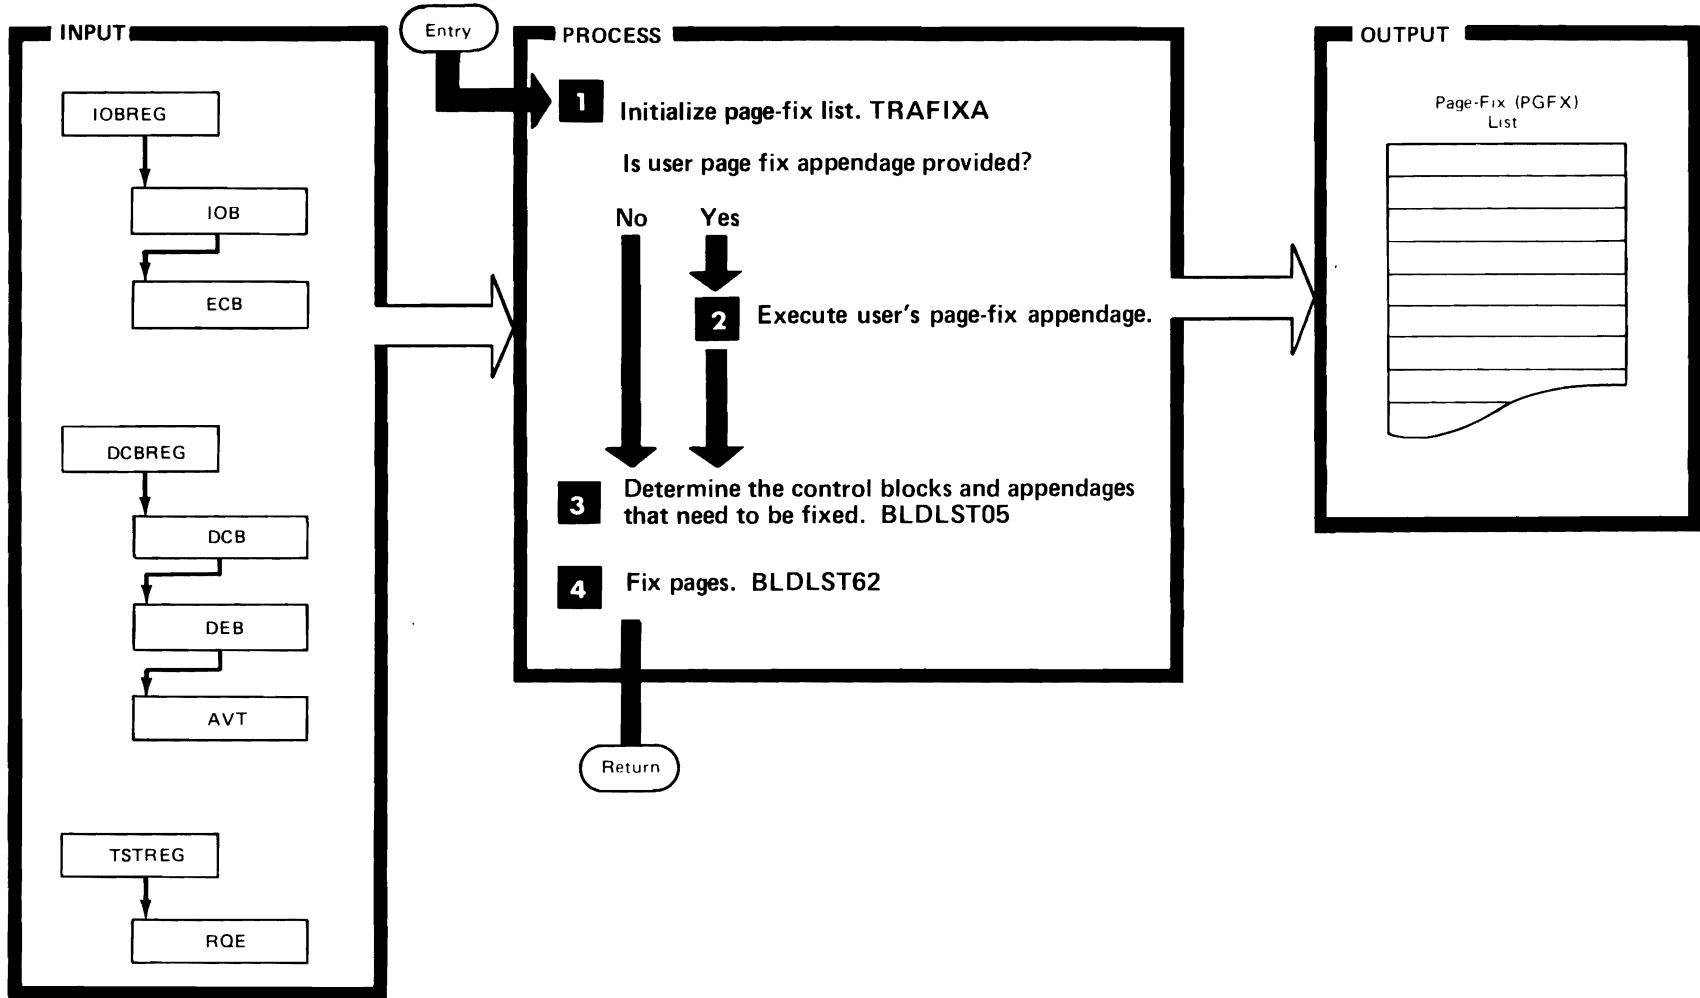 INPUT
IOBREG
IOB
ECB
DCBREG
DCB
DEB
AVT
TSTREG
RQE
Entry
PROCESS
1 Initialize page-fix list. TRAFIXA
Is user page fix appendage provided?
No Yes
2 Execute user's page-fix appendage.
3 Determine the control blocks and appendages
that need to be fixed. BLDLST05
4 Fix pages. BLDLST62
Return
OUTPUT
Page-Fix (PGFX)
List